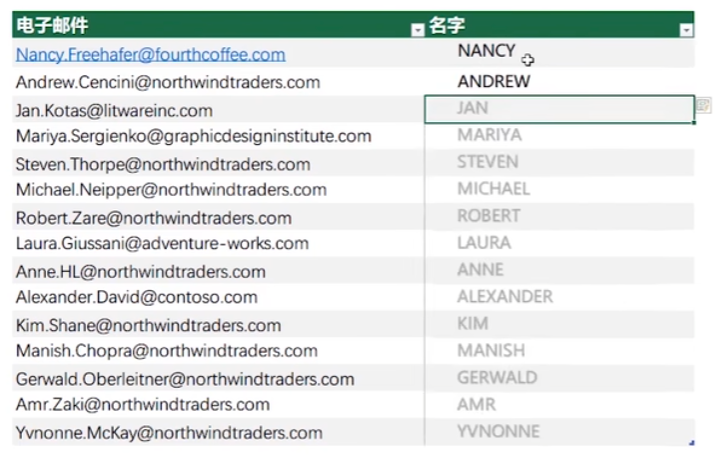 电子邮件 名字
Nancy.Freehafer@fourthcoffee.com NANCY
Andrew.Cencini@northwindtraders.com ANDREW
Jan.Kotas@litwareinc.com JAN
Mariya.Sergienko@graphicdesigninstitute.com MARIYA
Steven.Thorpe@northwindtraders.com STEVEN
Michael.Neipper@northwindtraders.com MICHAEL
Robert.Zare@northwindtraders.com ROBERT
Laura.Giussani@adventure-works.com LAURA
Anne.HL@northwindtraders.com ANNE
Alexander.David@contoso.com ALEXANDER
Kim.Shane@northwindtraders.com KIM
Manish.Chopra@northwindtraders.com MANISH
Gerwald.Oberleitner@northwindtraders.com GERWALD
Amr.Zaki@northwindtraders.com AMR
Yvnonne.McKay@northwindtraders.com YVNONNE